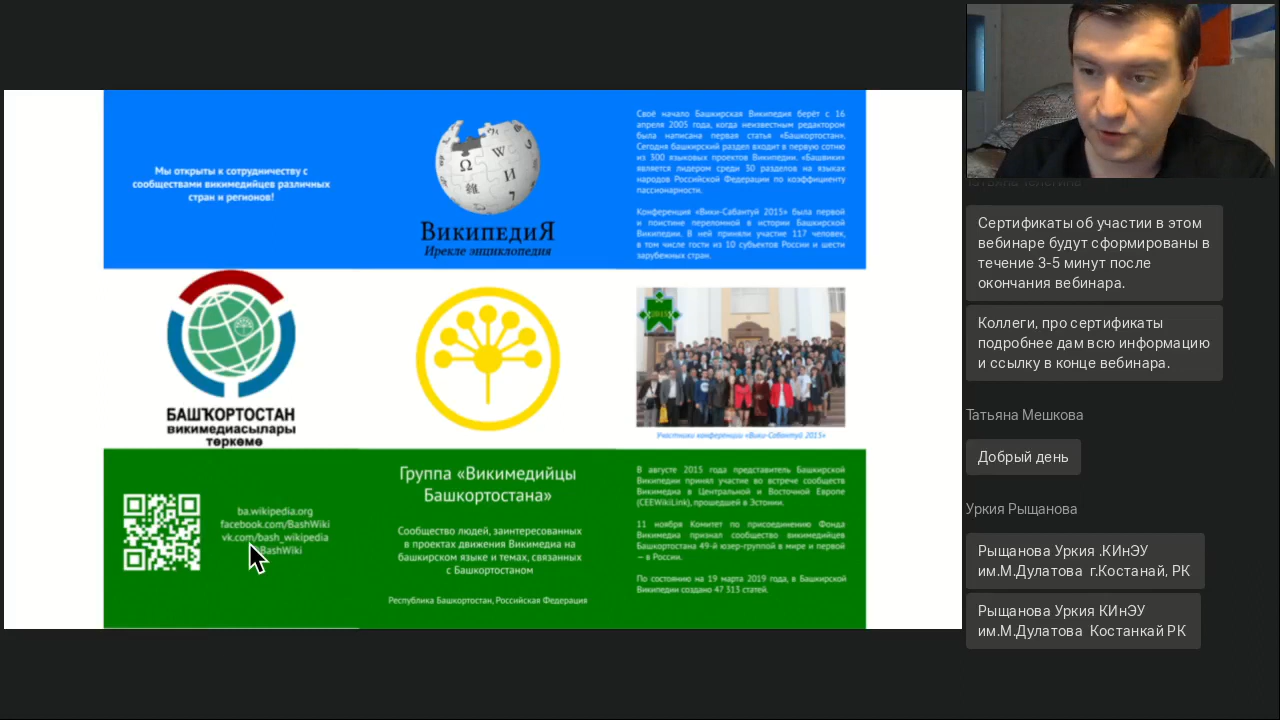 Мы открыты к сотрудничеству с
сообществами викимедийцев различных
стран и регионов!
ВикипедиЯ
Ирекле энциклопедия
Своё начало Башкирская Википедия берёт с 16
апреля 2005 года, когда неизвестным редактором
была написана первая статья «Башкортостан».
Сегодня башкирский раздел входит в первую сотню
из 300 языковых проектов Википедии. «Башвики»
является лидером среди 30 разделов на языках
народов Российской Федерации по коэффициенту
пассионарности.
Конференция «Вики-Сабантуй 2015» была первой
и поистине переломной в истории Башкирской
Википедии. В ней приняли участие 117 человек,
в том числе гости из 10 субъектов России и шести
зарубежных стран.
БАШҠОРТОСТАН
викимедиасылары
төркөмө
2015
Участники конференции «Вики-Сабантуй 2015»
ba.wikipedia.org
facebook.com/BashWiki
vk.com/bash_wikipedia
BashWiki
Группа «Викимедийцы
Башкортостана»
Сообщество людей, заинтересованных
в проектах движения Викимедиа на
башкирском языке и темах, связанных
с Башкортостаном
Республика Башкортостан, Российская Федерация
В августе 2015 года представитель Башкирской
Википедии принял участие во встрече сообществ
Викимедиа в Центральной и Восточной Европе
(CEEWikiLink), прошедшей в Эстонии.
11 ноября Комитет по присоединению Фонда
Викимедиа признал сообщество викимедийцев
Башкортостана 49-й юзер-группой в мире и первой
— в России.
По состоянию на 19 марта 2019 года, в Башкирской
Википедии создано 47 313 статей.
Сертификаты об участии в этом
вебинаре будут сформированы в
течение 3-5 минут после
окончания вебинара.
Коллеги, про сертификаты
подробнее дам всю информацию
и ссылку в конце вебинара.
Татьяна Мешкова
Добрый день
Уркия Рыщанова
Рыщанова Уркия .КИнЭУ
им.М.Дулатова г.Костанай, РК
Рыщанова Уркия КИнЭУ
им.М.Дулатова Костанкай РК